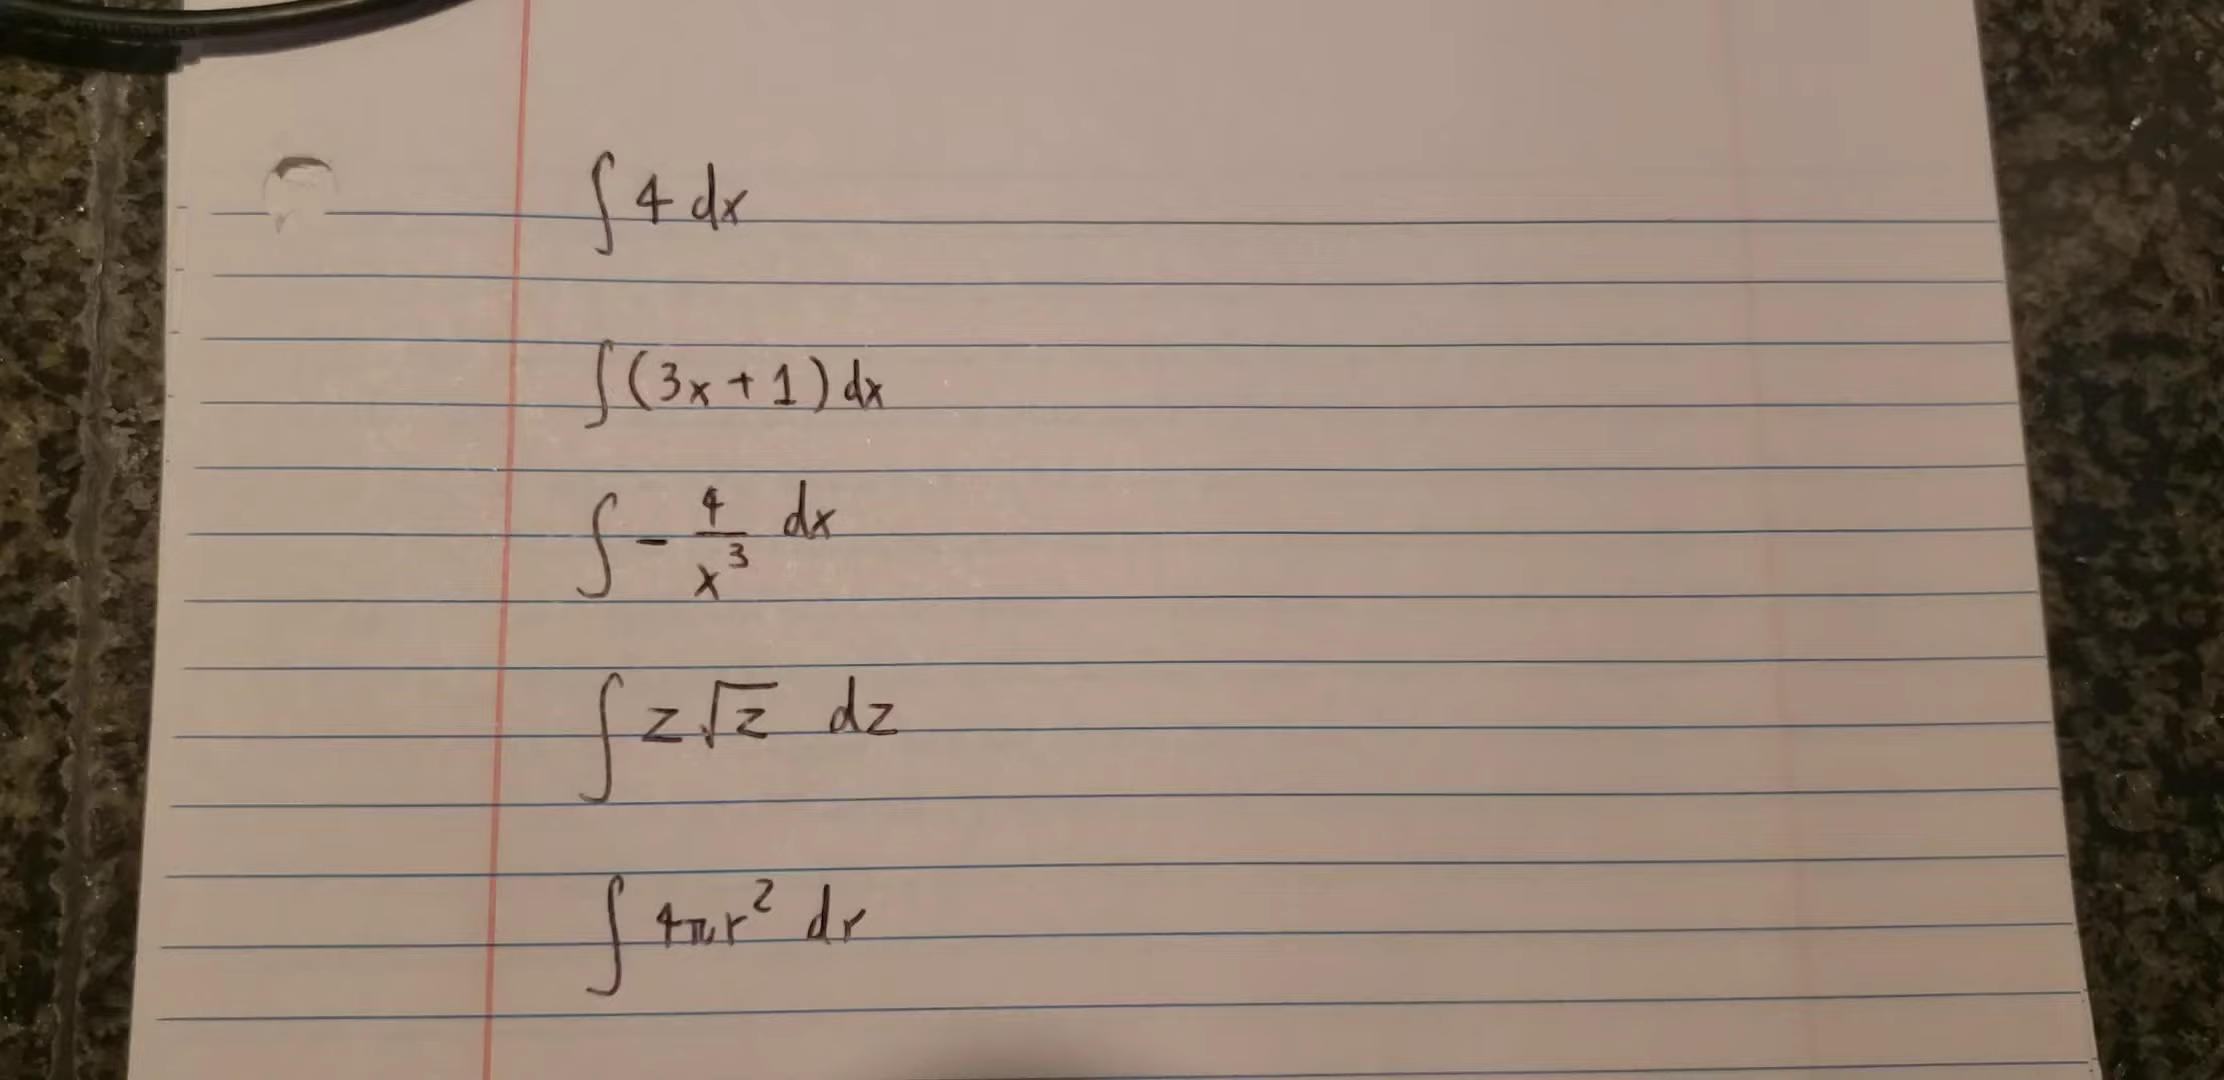 ∫ 4 dx
∫ (3x + 1) dx
∫ - 4/x³ dx
∫ z√z dz
∫ 4πr² dr